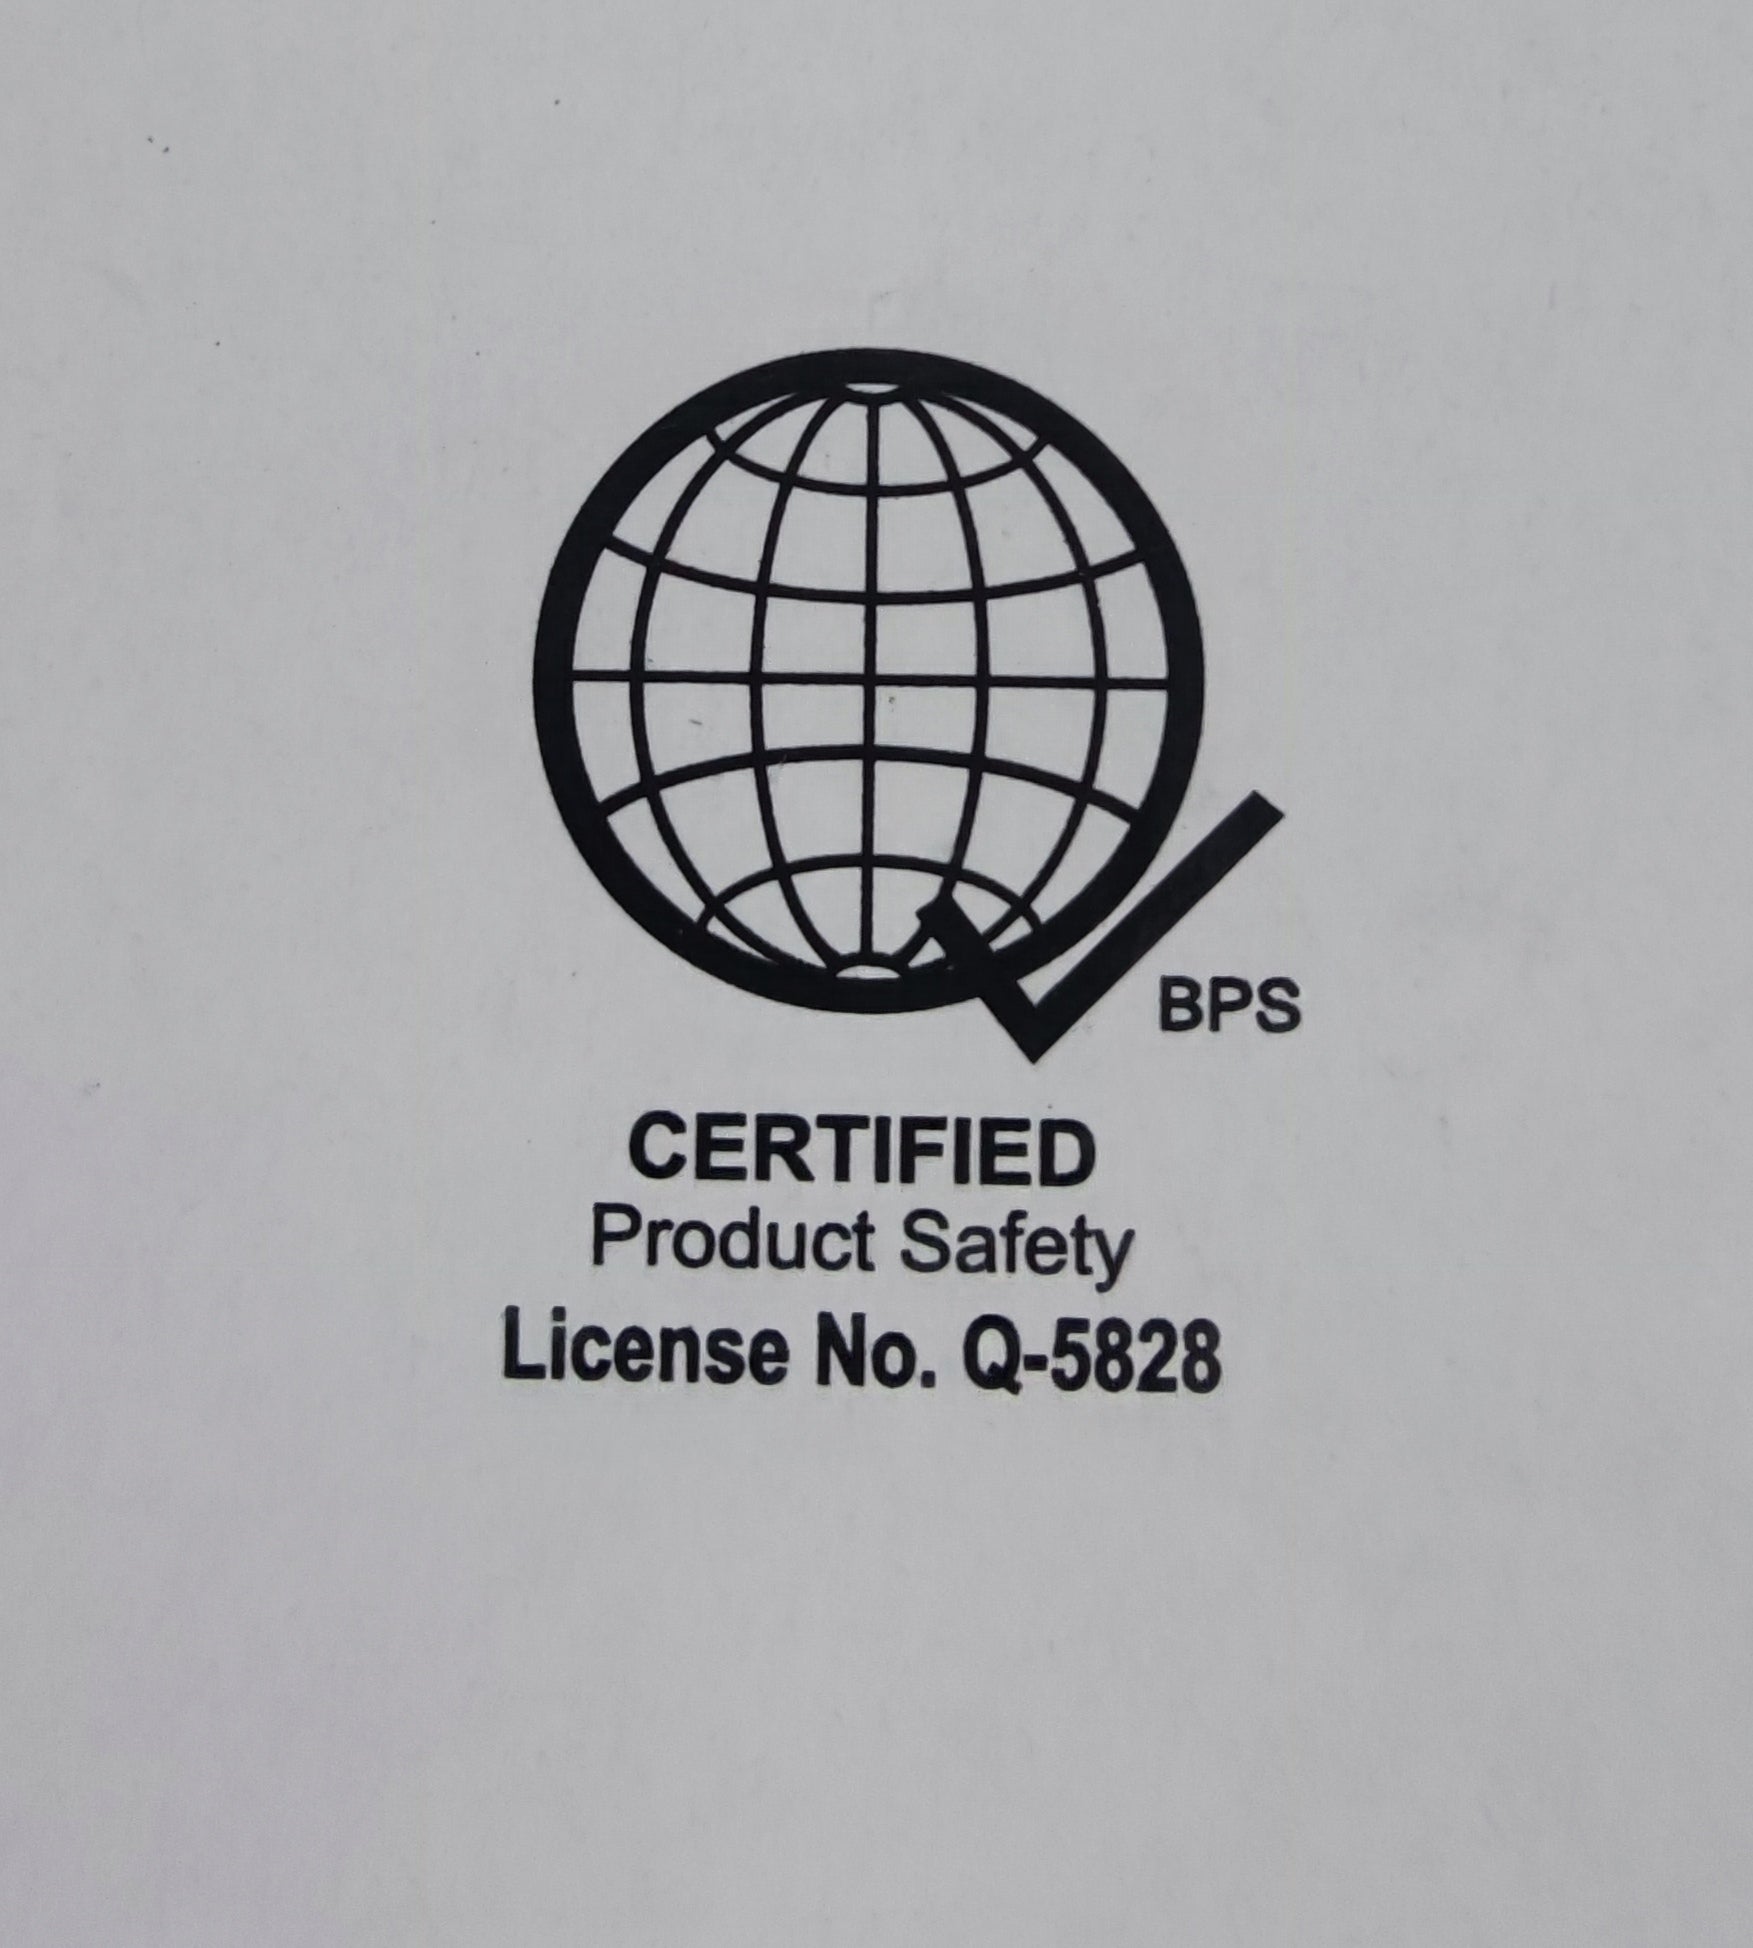 BPS
CERTIFIED
Product Safety
License No. Q-5828